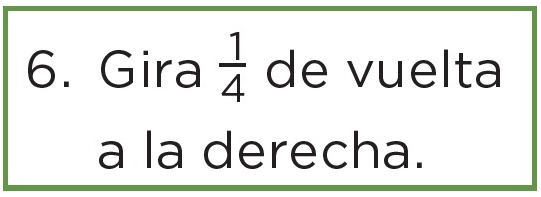 6. Gira 1/4 de vuelta
a la derecha.